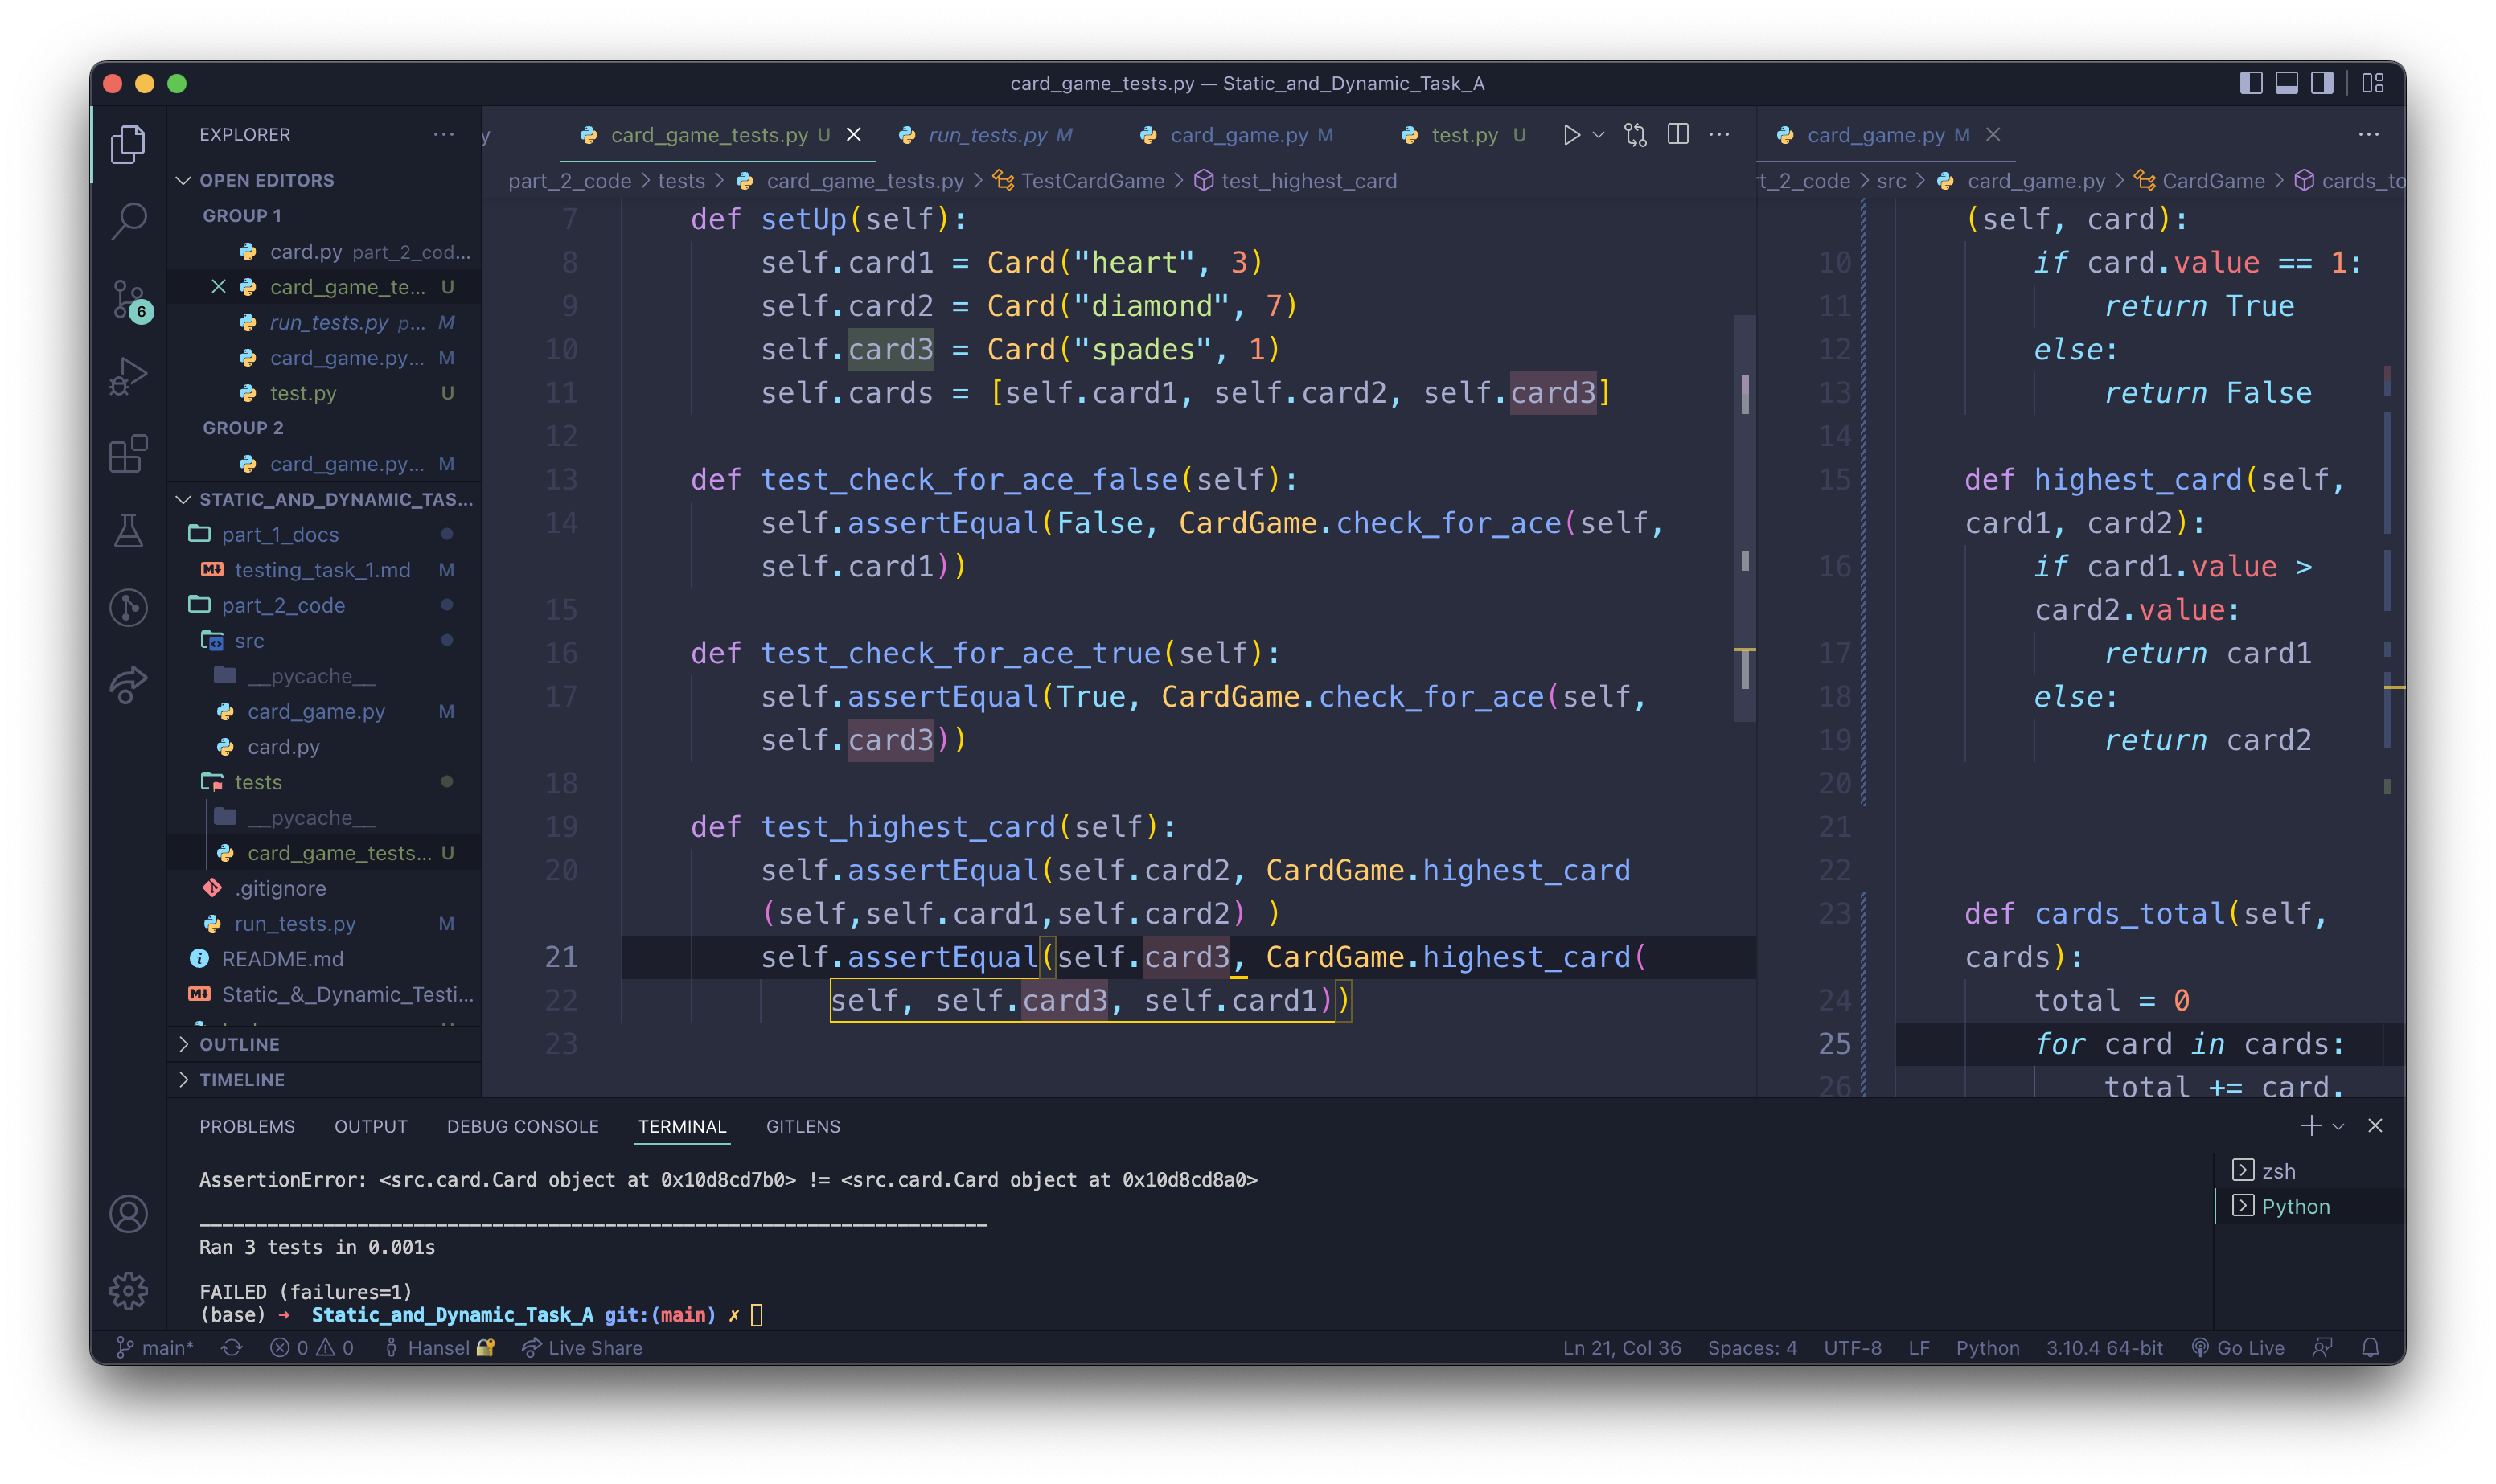 card_game_tests.py — Static_and_Dynamic_Task_A
EXPLORER
OPEN EDITORS
GROUP 1
card.py part_2_cod...
card_game_te... U
run_tests.py p... M
card_game.py... M
test.py U
GROUP 2
card_game.py... M
STATIC_AND_DYNAMIC_TAS...
part_1_docs
testing_task_1.md M
part_2_code
src
__pycache__
card_game.py M
card.py
tests
__pycache__
card_game_tests... U
.gitignore
run_tests.py M
README.md
Static_&_Dynamic_Testi...
OUTLINE
TIMELINE
6
y card_game_tests.py U run_tests.py M card_game.py M test.py U
part_2_code > tests > card_game_tests.py > TestCardGame > test_highest_card
7 def setUp(self):
8 self.card1 = Card("heart", 3)
9 self.card2 = Card("diamond", 7)
10 self.card3 = Card("spades", 1)
11 self.cards = [self.card1, self.card2, self.card3]
12
13 def test_check_for_ace_false(self):
14 self.assertEqual(False, CardGame.check_for_ace(self,
self.card1))
15
16 def test_check_for_ace_true(self):
17 self.assertEqual(True, CardGame.check_for_ace(self,
self.card3))
18
19 def test_highest_card(self):
20 self.assertEqual(self.card2, CardGame.highest_card
(self,self.card1,self.card2) )
21 self.assertEqual(self.card3, CardGame.highest_card(
22 self, self.card3, self.card1))
23
card_game.py M
t_2_code > src > card_game.py > CardGame > cards_to
(self, card):
10 if card.value == 1:
11 return True
12 else:
13 return False
14
15 def highest_card(self,
card1, card2):
16 if card1.value >
card2.value:
17 return card1
18 else:
19 return card2
20
21
22
23 def cards_total(self,
cards):
24 total = 0
25 for card in cards:
26 total += card.
PROBLEMS OUTPUT DEBUG CONSOLE TERMINAL GITLENS
AssertionError: <src.card.Card object at 0x10d8cd7b0> != <src.card.Card object at 0x10d8cd8a0>
----------------------------------------------------------------------
Ran 3 tests in 0.001s
FAILED (failures=1)
(base) ➜ Static_and_Dynamic_Task_A git:(main) ✗
zsh
Python
main* 0 0 Hansel Live Share Ln 21, Col 36 Spaces: 4 UTF-8 LF Python 3.10.4 64-bit Go Live